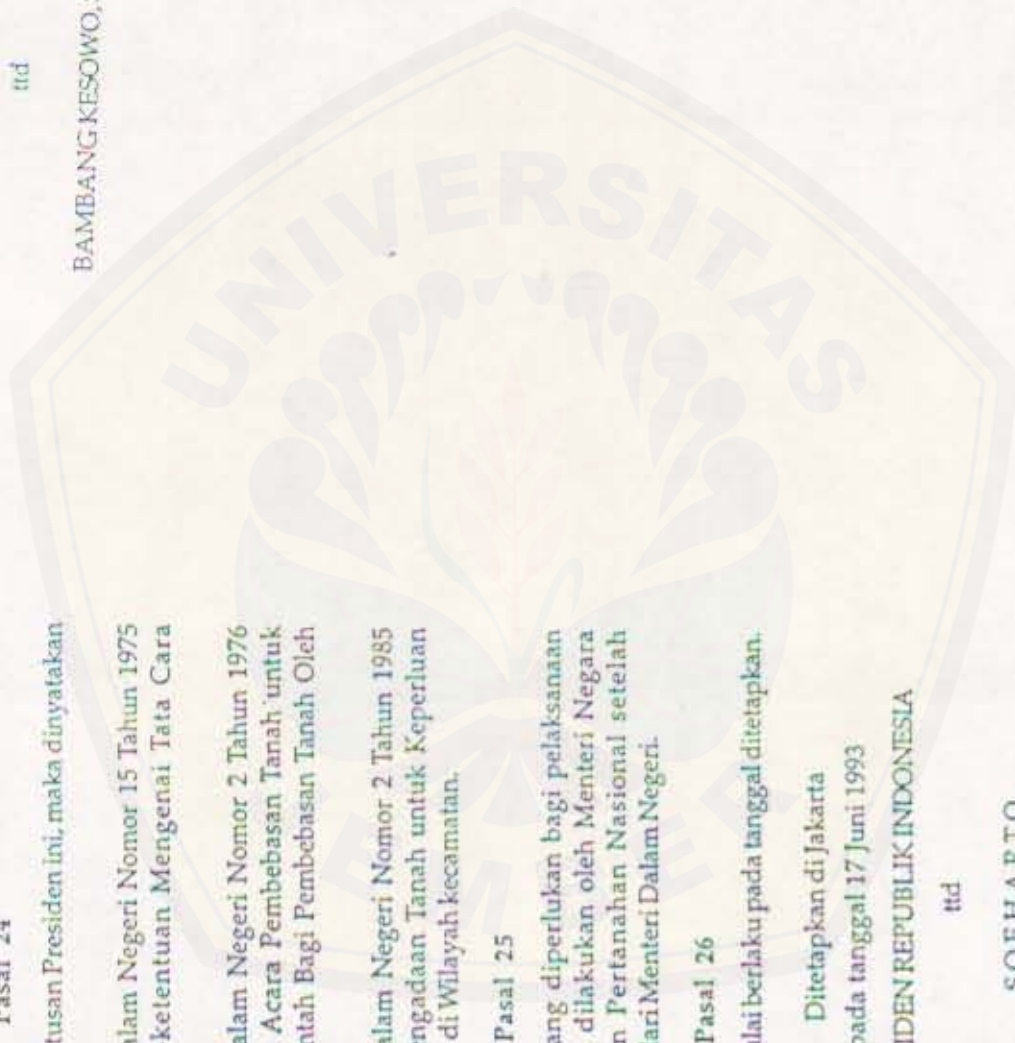 Pasal 24
tusan Presiden ini, maka dinyatakan
alam Negeri Nomor 15 Tahun 1975
ketentuan Mengenai Tata Cara
alam Negeri Nomor 2 Tahun 1976
Acara Pembebasan Tanah untuk
ntah Bagi Pembebasan Tanah Oleh
alam Negeri Nomor 2 Tahun 1985
ngadaan Tanah untuk Keperluan
di Wilayah kecamatan.
Pasal 25
ang diperlukan bagi pelaksanaan
dilakukan oleh Menteri Negara
n Pertanahan Nasional setelah
ari Menteri Dalam Negeri.
Pasal 26
lai berlaku pada tanggal ditetapkan.
Ditetapkan di Jakarta
pada tanggal 17 Juni 1993
IDEN REPUBLIK INDONESIA
ttd
SOEHARTO
ttd
BAMBANG KESOWO,
UNIVERSITAS
JEMBER